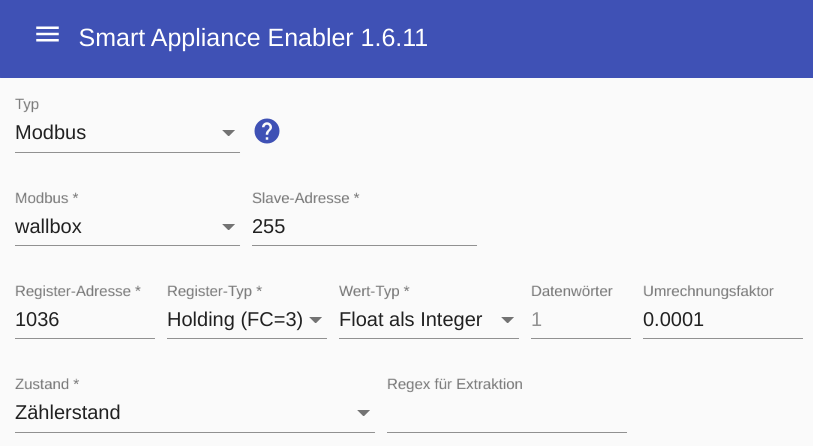 Smart Appliance Enabler 1.6.11
Typ
Modbus
?
Modbus * Slave-Adresse *
wallbox 255
Register-Adresse * Register-Typ * Wert-Typ * Datenwörter Umrechnungsfaktor
1036 Holding (FC=3) Float als Integer 1 0.0001
Zustand * Regex für Extraktion
Zählerstand